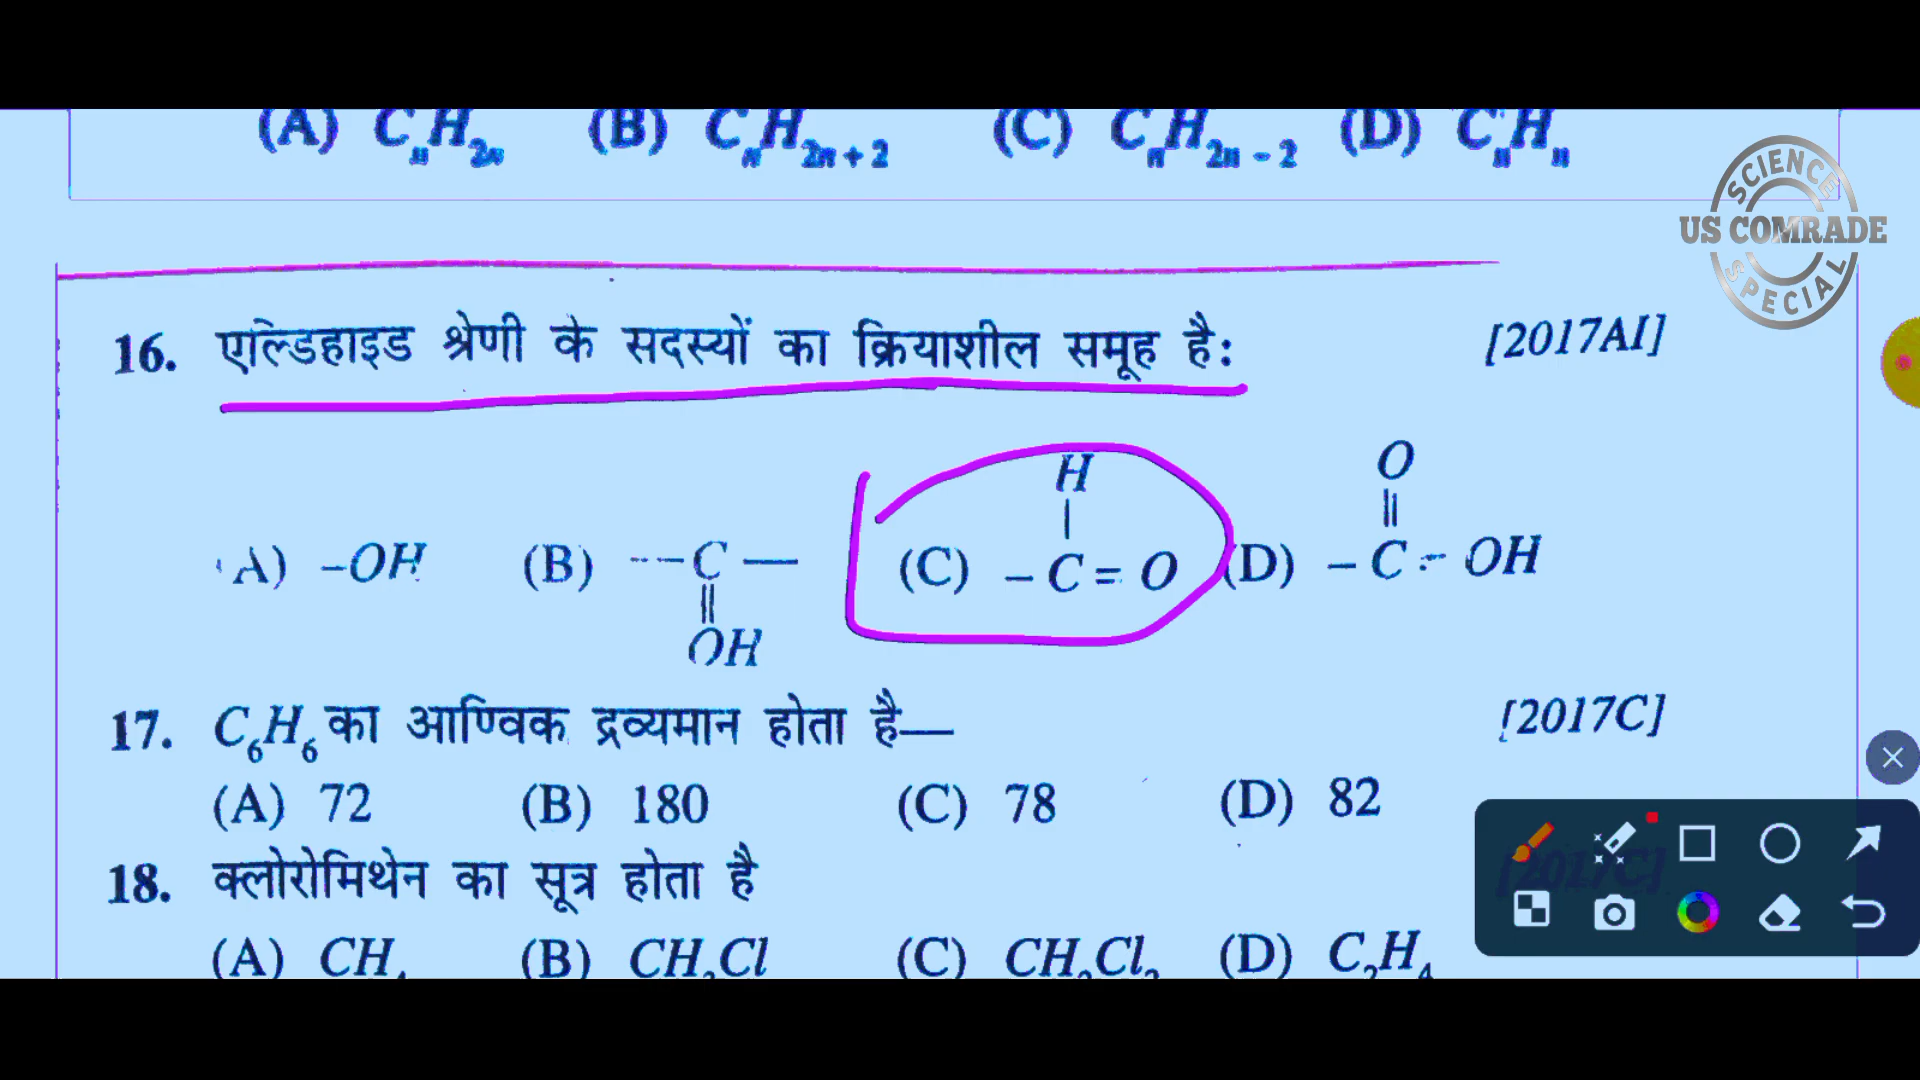 (A) CₙH₂ₙ (B) CₙH₂ₙ₊₂ (C) CₙH₂ₙ₋₂ (D) CₙHₙ
SCIENCE
US COMRADE
SPECIAL
16. एल्डिहाइड श्रेणी के सदस्यों का क्रियाशील समूह है: [2017AI]
H O
| || 
(A) –OH (B) –C– (C) –C = O (D) –C–OH
||
OH
17. C₆H₆ का आण्विक द्रव्यमान होता है— [2017C]
(A) 72 (B) 180 (C) 78 (D) 82
18. क्लोरोमिथेन का सूत्र होता है [2017C]
(A) CH₄ (B) CH₃Cl (C) CH₂Cl₂ (D) C₂H₄